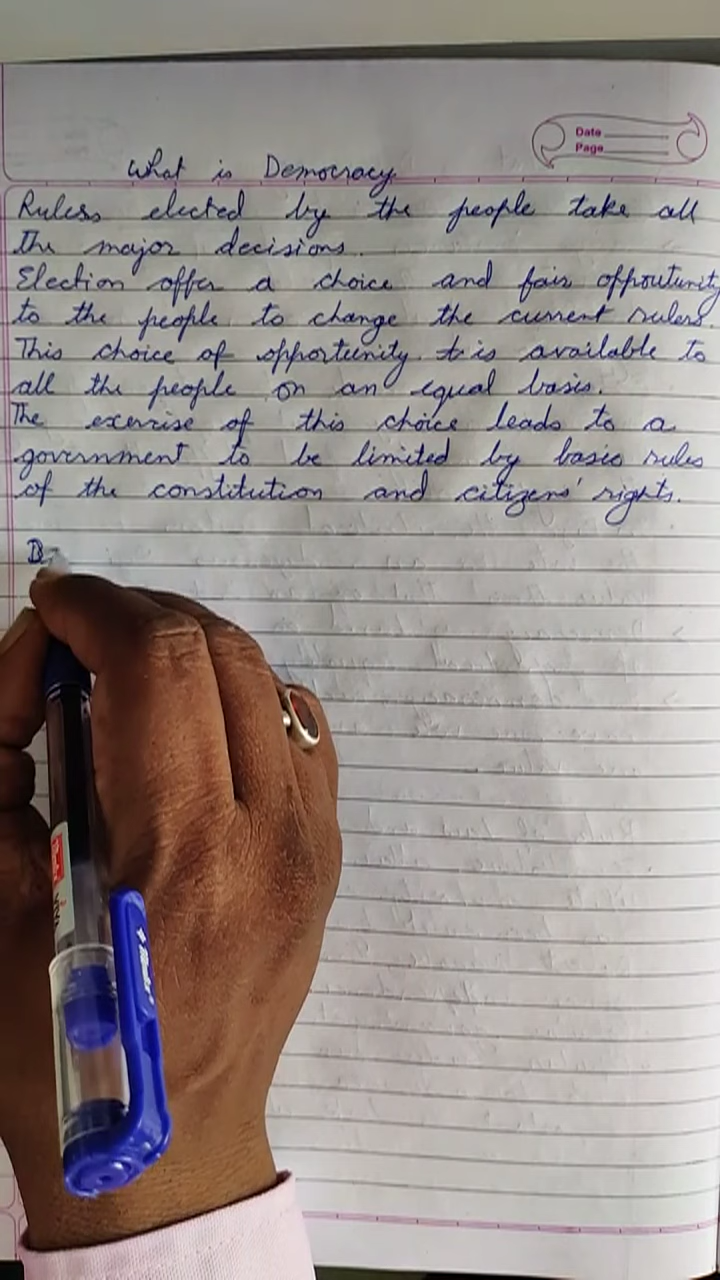 Date
Page
What is Democracy
Rulers elected by the people take all
the major decisions.
Election offer a choice and fair opportunity
to the people to change the current rulers.
This choice of opportunity is available to
all the people on an equal basis.
The exercise of this choice leads to a
government to be limited by basic rules
of the constitution and citizens' rights.
D